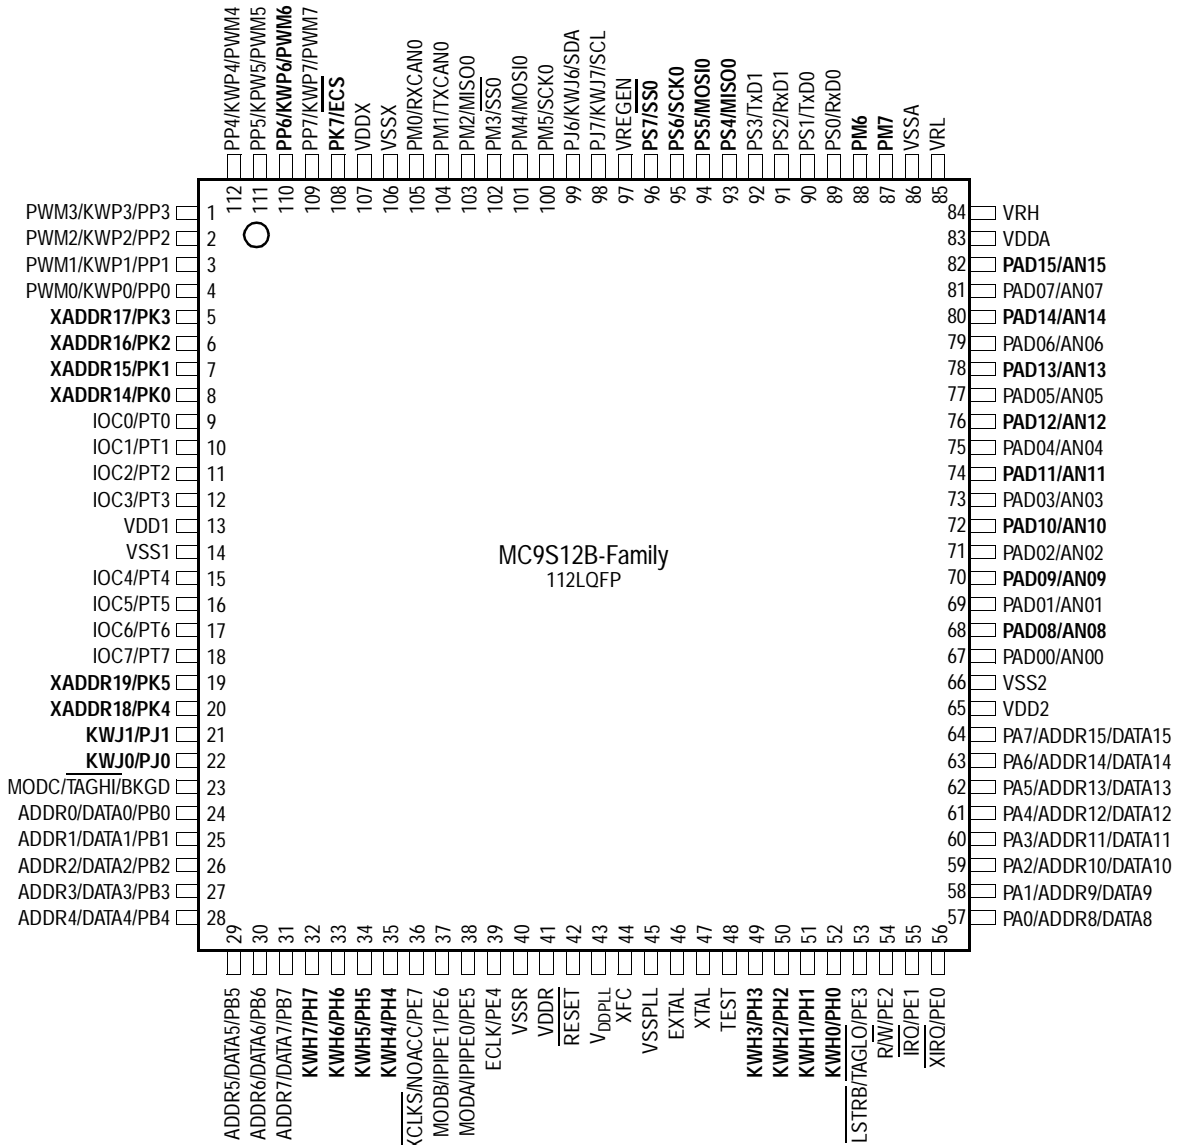 PP4/KWP4/PWM4
PP5/KPW5/PWM5
PP6/KWP6/PWM6
PP7/KWP7/PWM7
PK7/ECS
VDDX
VSSX
PM0/RXCAN0
PM1/TXCAN0
PM2/MISO0
PM3/SS0
PM4/MOSI0
PM5/SCK0
PJ6/KWJ6/SDA
PJ7/KWJ7/SCL
VREGEN
PS7/SS0
PS6/SCK0
PS5/MOSI0
PS4/MISO0
PS3/TxD1
PS2/RxD1
PS1/TxD0
PS0/RxD0
PM6
PM7
VSSA
VRL
112
111
110
109
108
107
106
105
104
103
102
101
100
99
98
97
96
95
94
93
92
91
90
89
88
87
86
85
PWM3/KWP3/PP3 1
PWM2/KWP2/PP2 2
PWM1/KWP1/PP1 3
PWM0/KWP0/PP0 4
XADDR17/PK3 5
XADDR16/PK2 6
XADDR15/PK1 7
XADDR14/PK0 8
IOC0/PT0 9
IOC1/PT1 10
IOC2/PT2 11
IOC3/PT3 12
VDD1 13
VSS1 14
IOC4/PT4 15
IOC5/PT5 16
IOC6/PT6 17
IOC7/PT7 18
XADDR19/PK5 19
XADDR18/PK4 20
KWJ1/PJ1 21
KWJ0/PJ0 22
MODC/TAGHI/BKGD 23
ADDR0/DATA0/PB0 24
ADDR1/DATA1/PB1 25
ADDR2/DATA2/PB2 26
ADDR3/DATA3/PB3 27
ADDR4/DATA4/PB4 28
MC9S12B-Family
112LQFP
84 VRH
83 VDDA
82 PAD15/AN15
81 PAD07/AN07
80 PAD14/AN14
79 PAD06/AN06
78 PAD13/AN13
77 PAD05/AN05
76 PAD12/AN12
75 PAD04/AN04
74 PAD11/AN11
73 PAD03/AN03
72 PAD10/AN10
71 PAD02/AN02
70 PAD09/AN09
69 PAD01/AN01
68 PAD08/AN08
67 PAD00/AN00
66 VSS2
65 VDD2
64 PA7/ADDR15/DATA15
63 PA6/ADDR14/DATA14
62 PA5/ADDR13/DATA13
61 PA4/ADDR12/DATA12
60 PA3/ADDR11/DATA11
59 PA2/ADDR10/DATA10
58 PA1/ADDR9/DATA9
57 PA0/ADDR8/DATA8
29
30
31
32
33
34
35
36
37
38
39
40
41
42
43
44
45
46
47
48
49
50
51
52
53
54
55
56
ADDR5/DATA5/PB5
ADDR6/DATA6/PB6
ADDR7/DATA7/PB7
KWH7/PH7
KWH6/PH6
KWH5/PH5
KWH4/PH4
XCLKS/NOACC/PE7
MODB/IPIPE1/PE6
MODA/IPIPE0/PE5
ECLK/PE4
VSSR
VDDR
RESET
VDDPLL
XFC
VSSPLL
EXTAL
XTAL
TEST
KWH3/PH3
KWH2/PH2
KWH1/PH1
KWH0/PH0
LSTRB/TAGLO/PE3
R/W/PE2
IRQ/PE1
XIRQ/PE0